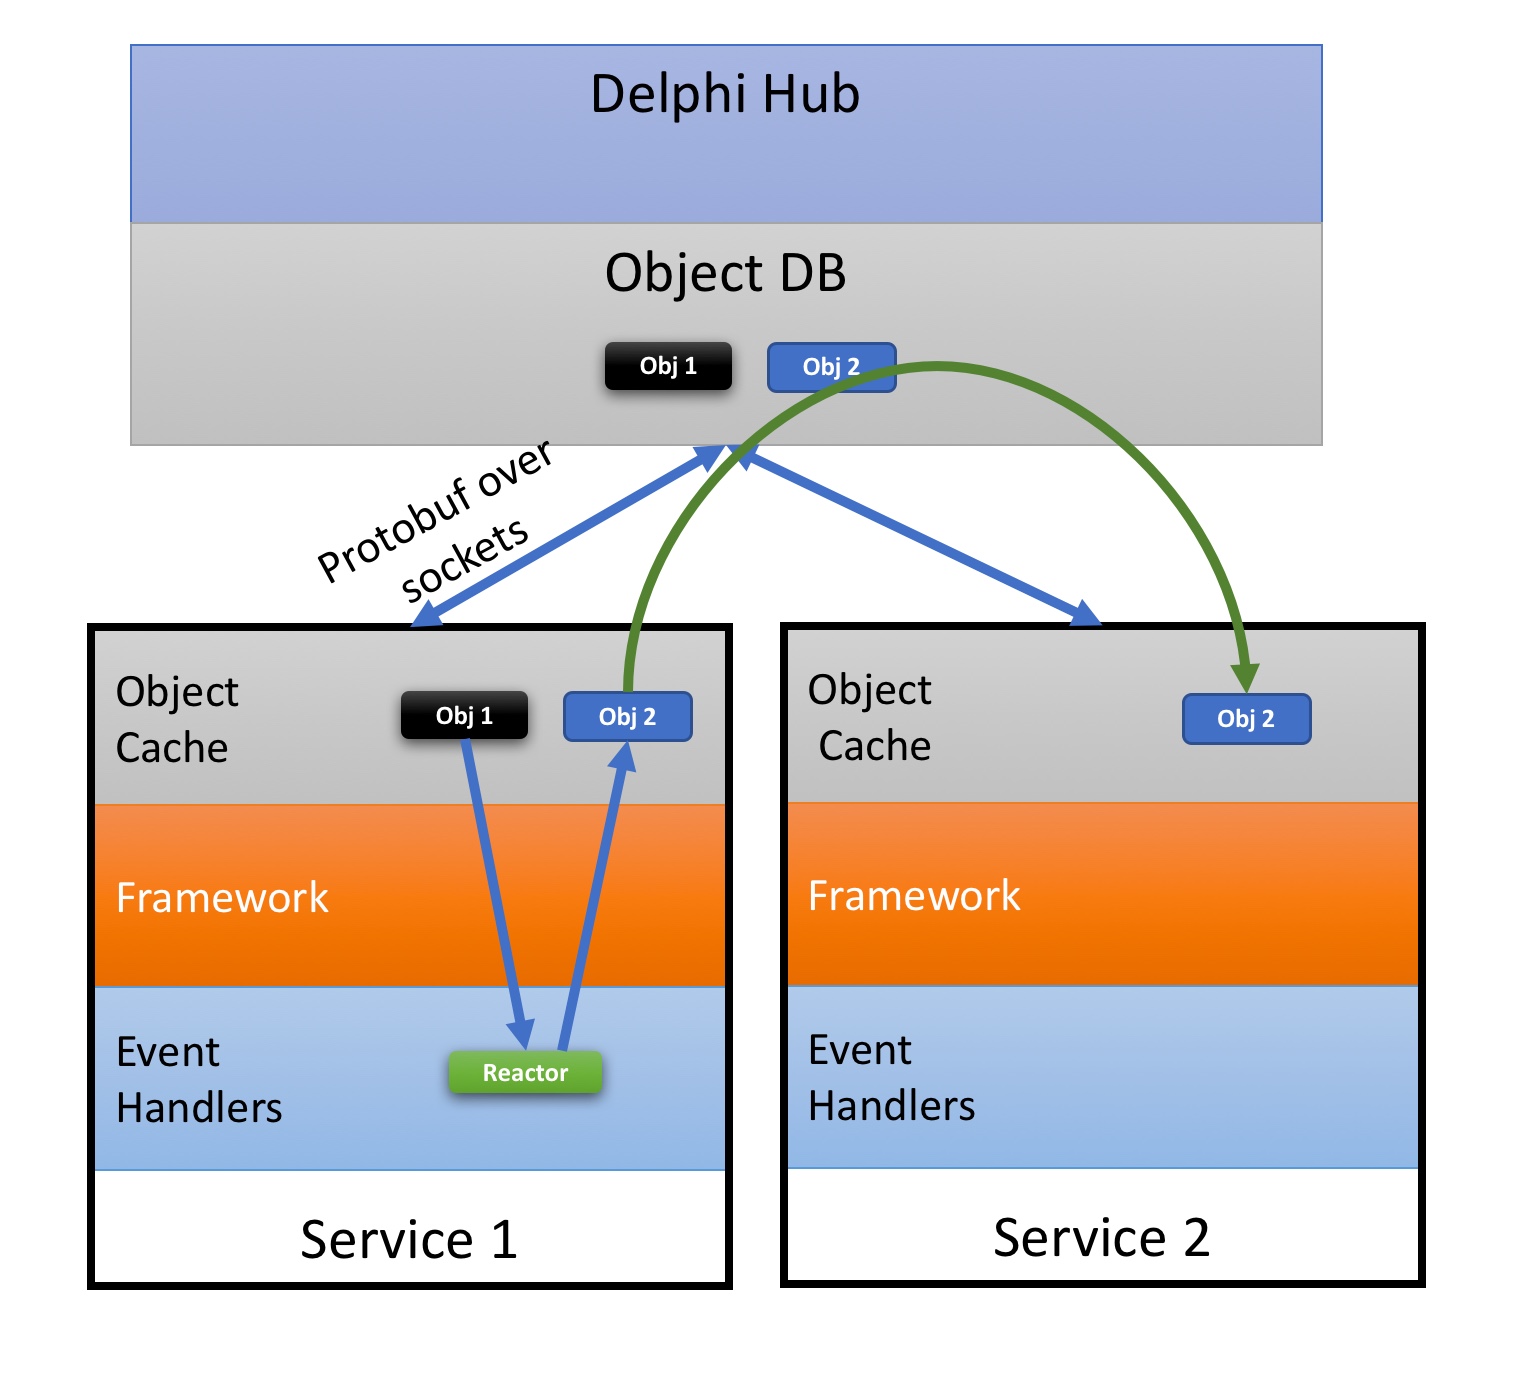 Delphi Hub
Object DB
Obj 1
Obj 2
Protobuf over
sockets
Object
Cache
Obj 1
Obj 2
Framework
Event
Handlers
Reactor
Service 1
Object
Cache
Obj 2
Framework
Event
Handlers
Service 2